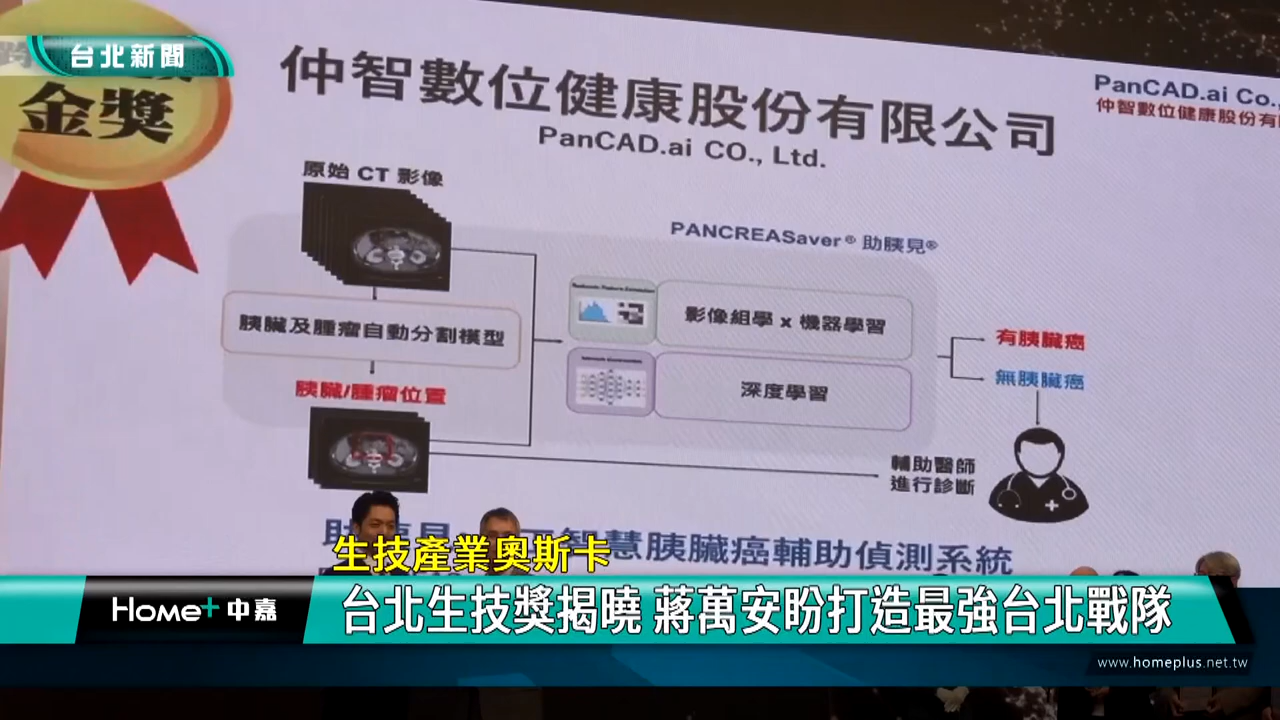 台北新聞
金獎
仲智數位健康股份有限公司
PanCAD.ai CO., Ltd.
PanCAD.ai Co.,
仲智數位健康股份有
原始 CT 影像
PANCREASaver® 助胰見®
胰臟及腫瘤自動分割模型
影像組學 x 機器學習
深度學習
胰臟/腫瘤位置
有胰臟癌
無胰臟癌
輔助醫師
進行診斷
智慧胰臟癌輔助偵測系統
生技產業奧斯卡
Home+ 中嘉
台北生技獎揭曉 蔣萬安盼打造最強台北戰隊
www.homeplus.net.tw